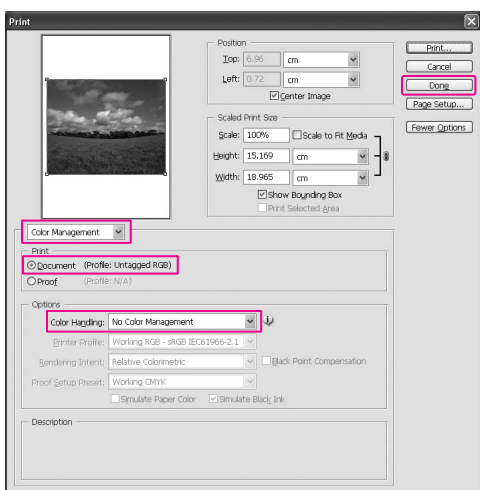 Print
Position
Top: 6.96 cm
Left: 0.72 cm
Center Image
Scaled Print Size
Scale: 100% Scale to Fit Media
Height: 15.169 cm
Width: 18.965 cm
Show Bounding Box
Print Selected Area
Print...
Cancel
Done
Page Setup...
Fewer Options
Color Management
Print
Document (Profile: Untagged RGB)
Proof (Profile: N/A)
Options
Color Handling: No Color Management
Printer Profile: Working RGB - sRGB IEC61966-2.1
Rendering Intent: Relative Colorimetric Black Point Compensation
Proof Setup Preset: Working CMYK
Simulate Paper Color Simulate Black Ink
Description